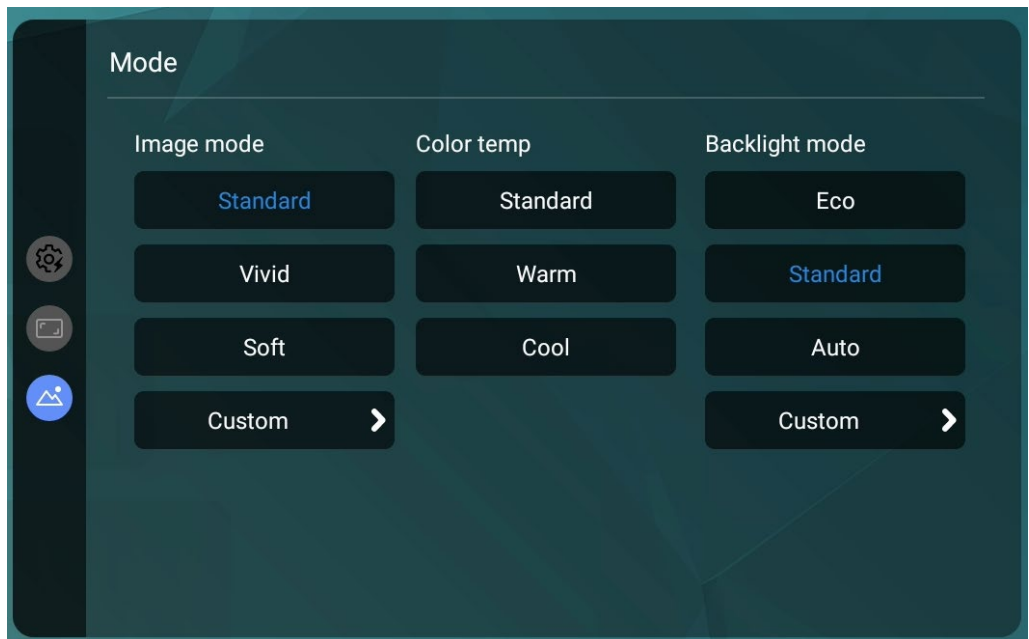 Mode
Image mode
Color temp
Backlight mode
Standard
Standard
Eco
Vivid
Warm
Standard
Soft
Cool
Auto
Custom
Custom